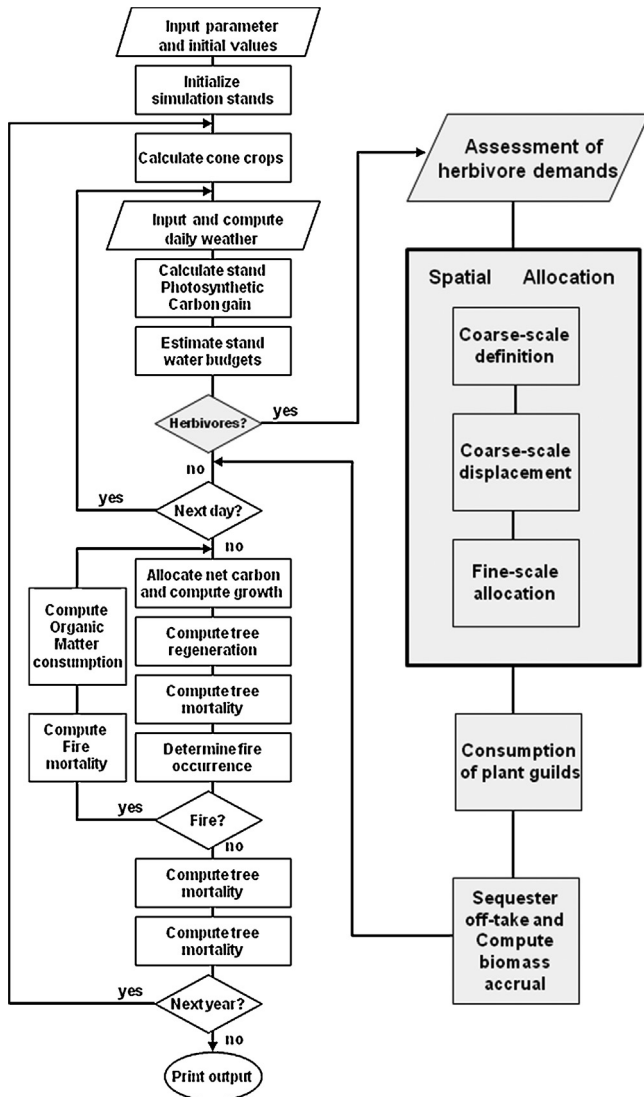 Input parameter
and initial values
Initialize
simulation stands
Calculate cone crops
Input and compute
daily weather
Calculate stand
Photosynthetic
Carbon gain
Estimate stand
water budgets
Herbivores?
yes
no
Next day?
yes
no
Allocate net carbon
and compute growth
Compute tree
regeneration
Compute tree
mortality
Determine fire
occurrence
Fire?
yes
no
Compute
Fire
mortality
Compute
Organic
Matter
consumption
Compute tree
mortality
Compute tree
mortality
Next year?
yes
no
Print output
Assessment of
herbivore demands
Spatial Allocation
Coarse-scale
definition
Coarse-scale
displacement
Fine-scale
allocation
Consumption
of plant guilds
Sequester
off-take and
Compute
biomass
accrual